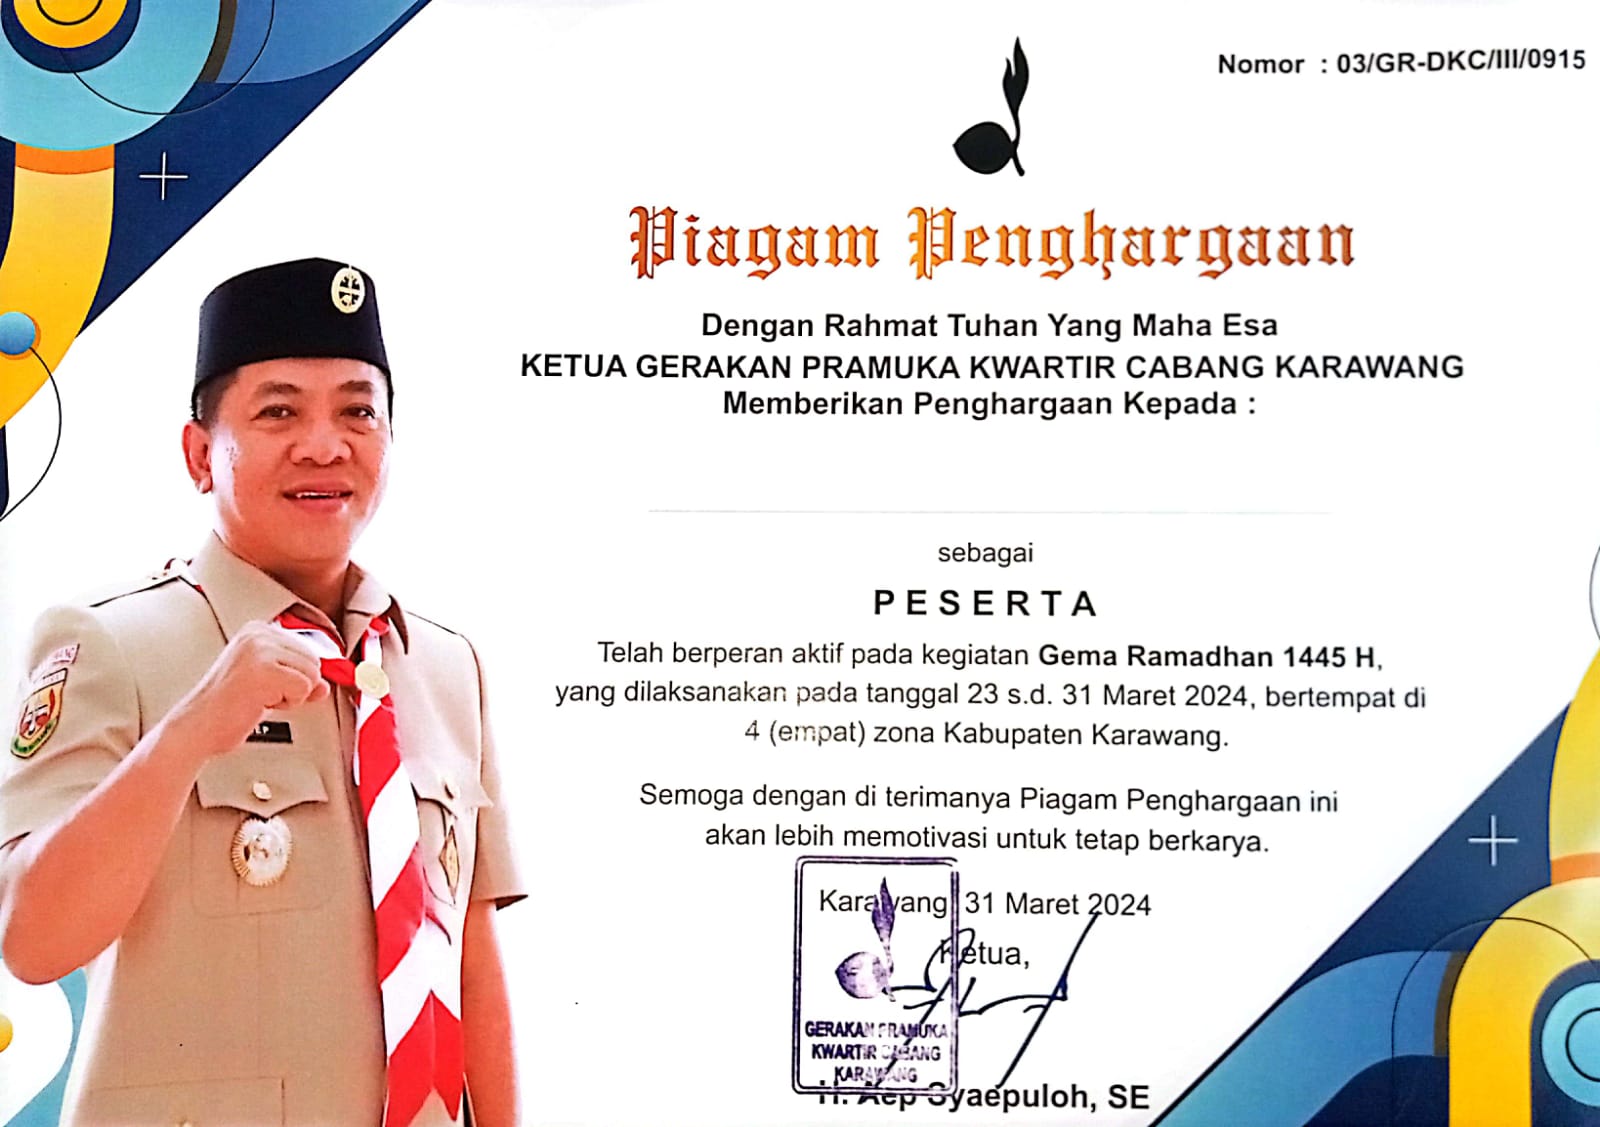 Nomor : 03/GR-DKC/III/0915
Piagam Penghargaan
Dengan Rahmat Tuhan Yang Maha Esa
KETUA GERAKAN PRAMUKA KWARTIR CABANG KARAWANG
Memberikan Penghargaan Kepada :
sebagai
PESERTA
Telah berperan aktif pada kegiatan Gema Ramadhan 1445 H,
yang dilaksanakan pada tanggal 23 s.d. 31 Maret 2024, bertempat di
4 (empat) zona Kabupaten Karawang.
Semoga dengan di terimanya Piagam Penghargaan ini
akan lebih memotivasi untuk tetap berkarya.
Karawang, 31 Maret 2024
Ketua,
GERAKAN PRAMUKA
KWARTIR CABANG
KARAWANG
H. Aep Syaepuloh, SE